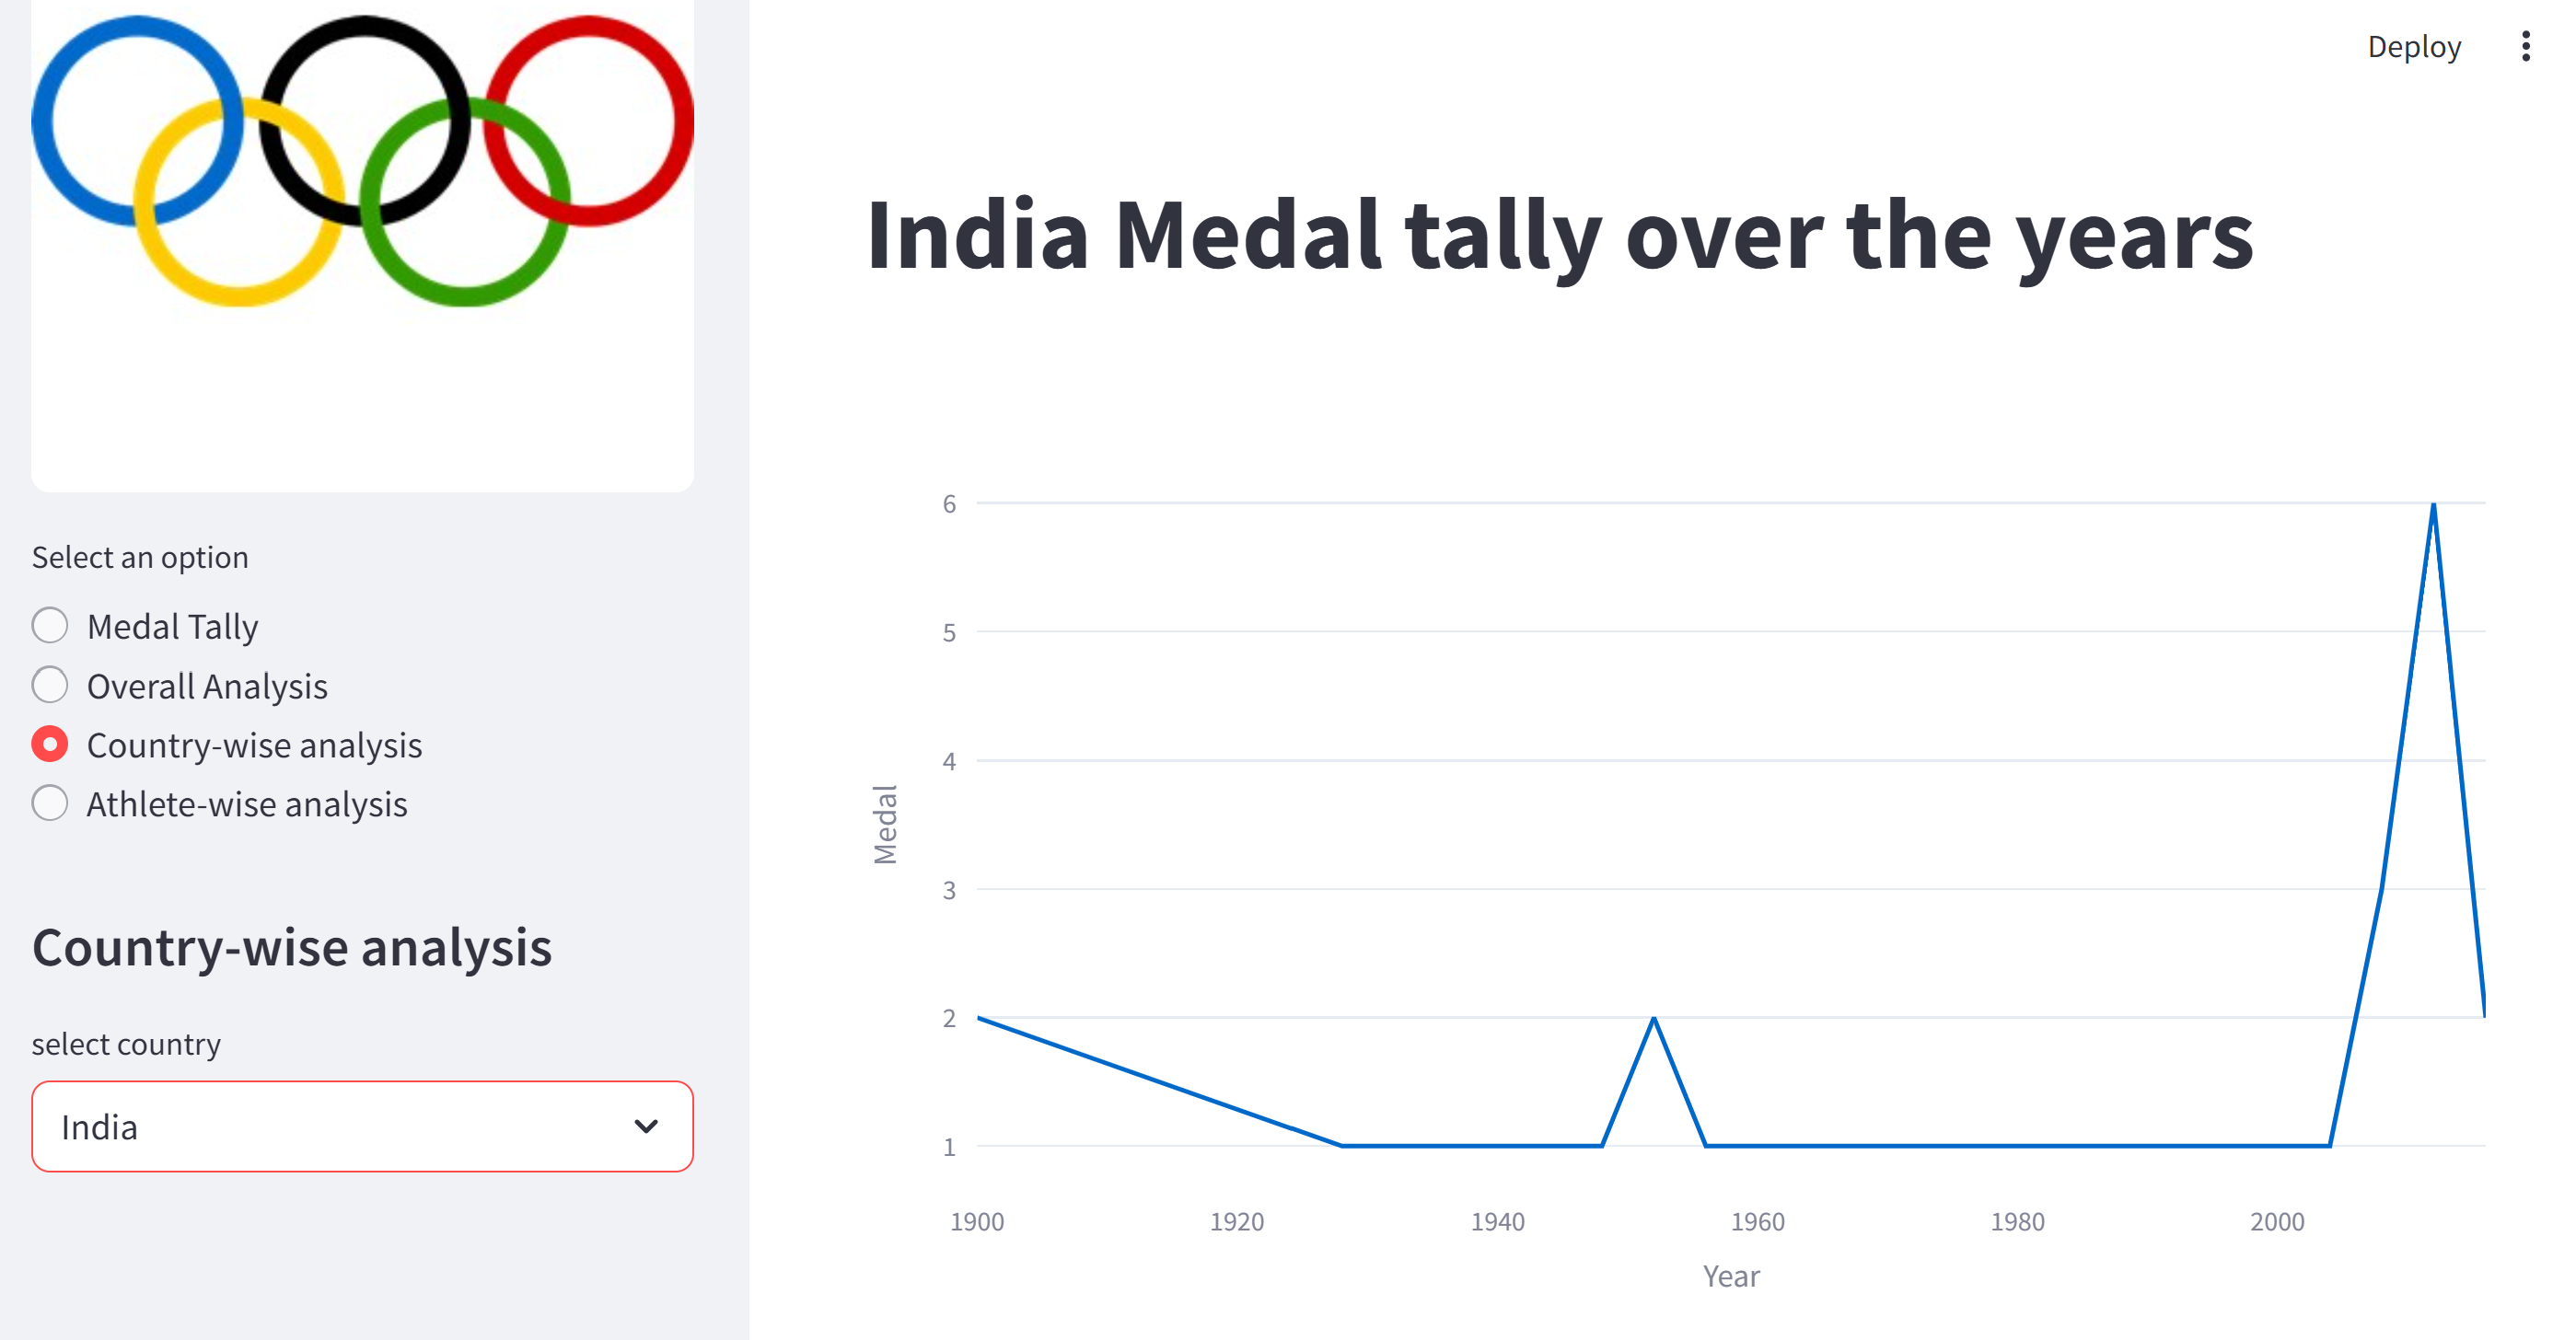 Select an option
Medal Tally
Overall Analysis
Country-wise analysis
Athlete-wise analysis
Country-wise analysis
select country
India
Deploy
India Medal tally over the years
6
5
4
3
2
1
Medal
1900 1920 1940 1960 1980 2000
Year